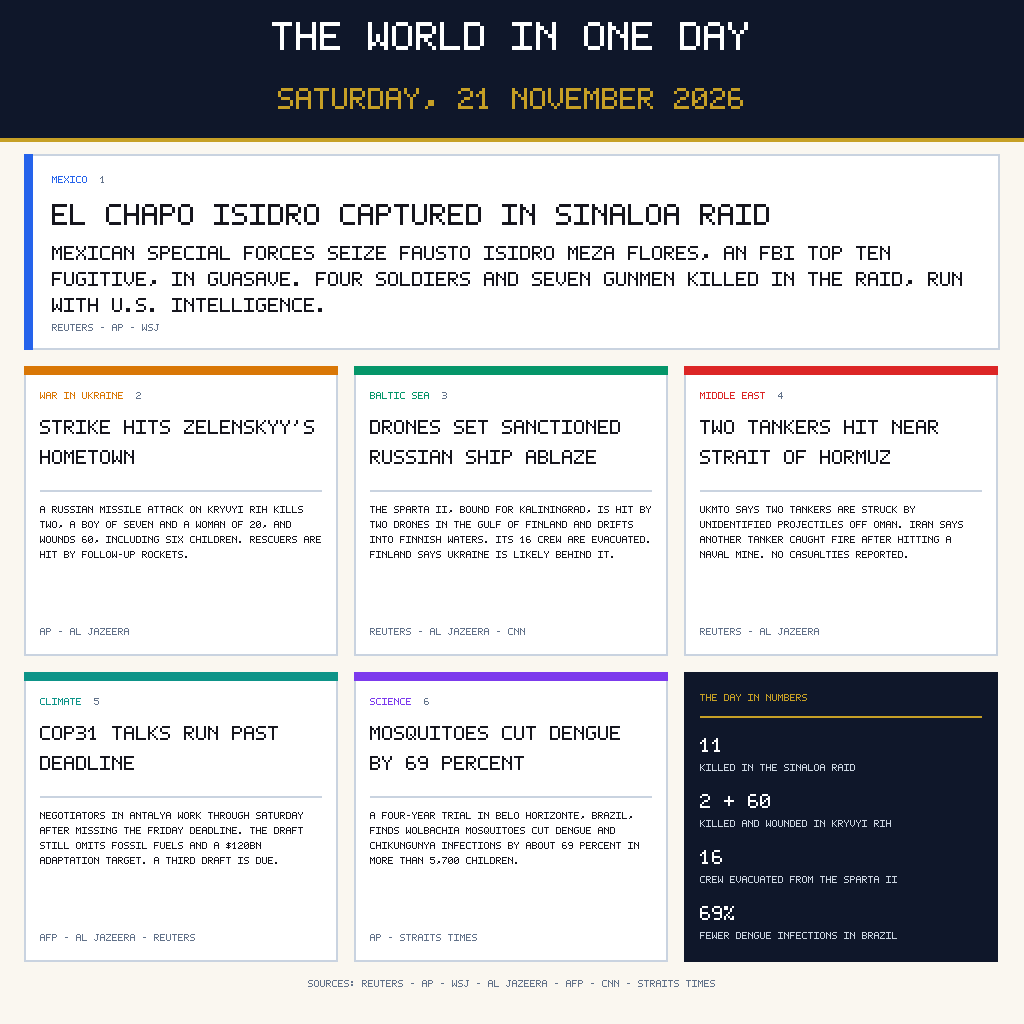 THE WORLD IN ONE DAY
SATURDAY, 21 NOVEMBER 2026
MEXICO 1
EL CHAPO ISIDRO CAPTURED IN SINALOA RAID
MEXICAN SPECIAL FORCES SEIZE FAUSTO ISIDRO MEZA FLORES, AN FBI TOP TEN
FUGITIVE, IN GUASAVE. FOUR SOLDIERS AND SEVEN GUNMEN KILLED IN THE RAID, RUN
WITH U.S. INTELLIGENCE.
REUTERS - AP - WSJ
WAR IN UKRAINE 2
STRIKE HITS ZELENSKYY'S
HOMETOWN
A RUSSIAN MISSILE ATTACK ON KRYVYI RIH KILLS
TWO, A BOY OF SEVEN AND A WOMAN OF 20, AND
WOUNDS 60, INCLUDING SIX CHILDREN. RESCUERS ARE
HIT BY FOLLOW-UP ROCKETS.
AP - AL JAZEERA
BALTIC SEA 3
DRONES SET SANCTIONED
RUSSIAN SHIP ABLAZE
THE SPARTA II, BOUND FOR KALININGRAD, IS HIT BY
TWO DRONES IN THE GULF OF FINLAND AND DRIFTS
INTO FINNISH WATERS. ITS 16 CREW ARE EVACUATED.
FINLAND SAYS UKRAINE IS LIKELY BEHIND IT.
REUTERS - AL JAZEERA - CNN
MIDDLE EAST 4
TWO TANKERS HIT NEAR
STRAIT OF HORMUZ
UKMTO SAYS TWO TANKERS ARE STRUCK BY
UNIDENTIFIED PROJECTILES OFF OMAN. IRAN SAYS
ANOTHER TANKER CAUGHT FIRE AFTER HITTING A
NAVAL MINE. NO CASUALTIES REPORTED.
REUTERS - AL JAZEERA
CLIMATE 5
COP31 TALKS RUN PAST
DEADLINE
NEGOTIATORS IN ANTALYA WORK THROUGH SATURDAY
AFTER MISSING THE FRIDAY DEADLINE. THE DRAFT
STILL OMITS FOSSIL FUELS AND A $120BN
ADAPTATION TARGET. A THIRD DRAFT IS DUE.
AFP - AL JAZEERA - REUTERS
SCIENCE 6
MOSQUITOES CUT DENGUE
BY 69 PERCENT
A FOUR-YEAR TRIAL IN BELO HORIZONTE, BRAZIL,
FINDS WOLBACHIA MOSQUITOES CUT DENGUE AND
CHIKUNGUNYA INFECTIONS BY ABOUT 69 PERCENT IN
MORE THAN 5,700 CHILDREN.
AP - STRAITS TIMES
THE DAY IN NUMBERS
11
KILLED IN THE SINALOA RAID
2 + 60
KILLED AND WOUNDED IN KRYVYI RIH
16
CREW EVACUATED FROM THE SPARTA II
69%
FEWER DENGUE INFECTIONS IN BRAZIL
SOURCES: REUTERS - AP - WSJ - AL JAZEERA - AFP - CNN - STRAITS TIMES